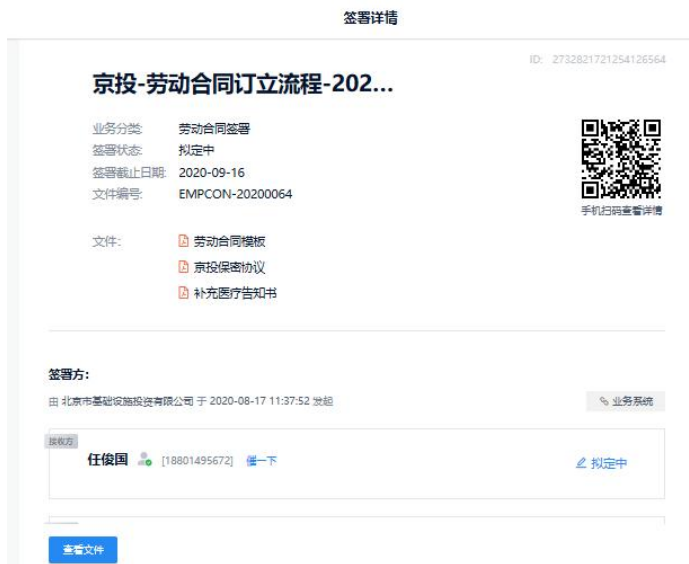 签署详情
ID: 2732821721254126564
京投-劳动合同订立流程-202...
业务分类: 劳动合同签署
签署状态: 拟定中
签署截止日期: 2020-09-16
文件编号: EMPCON-20200064
手机扫码查看详情
文件: 劳动合同模板
京投保密协议
补充医疗告知书
签署方:
由 北京市基础设施投资有限公司 于 2020-08-17 11:37:52 发起
业务系统
接收方
任俊国 [18801495672] 催一下
拟定中
查看文件